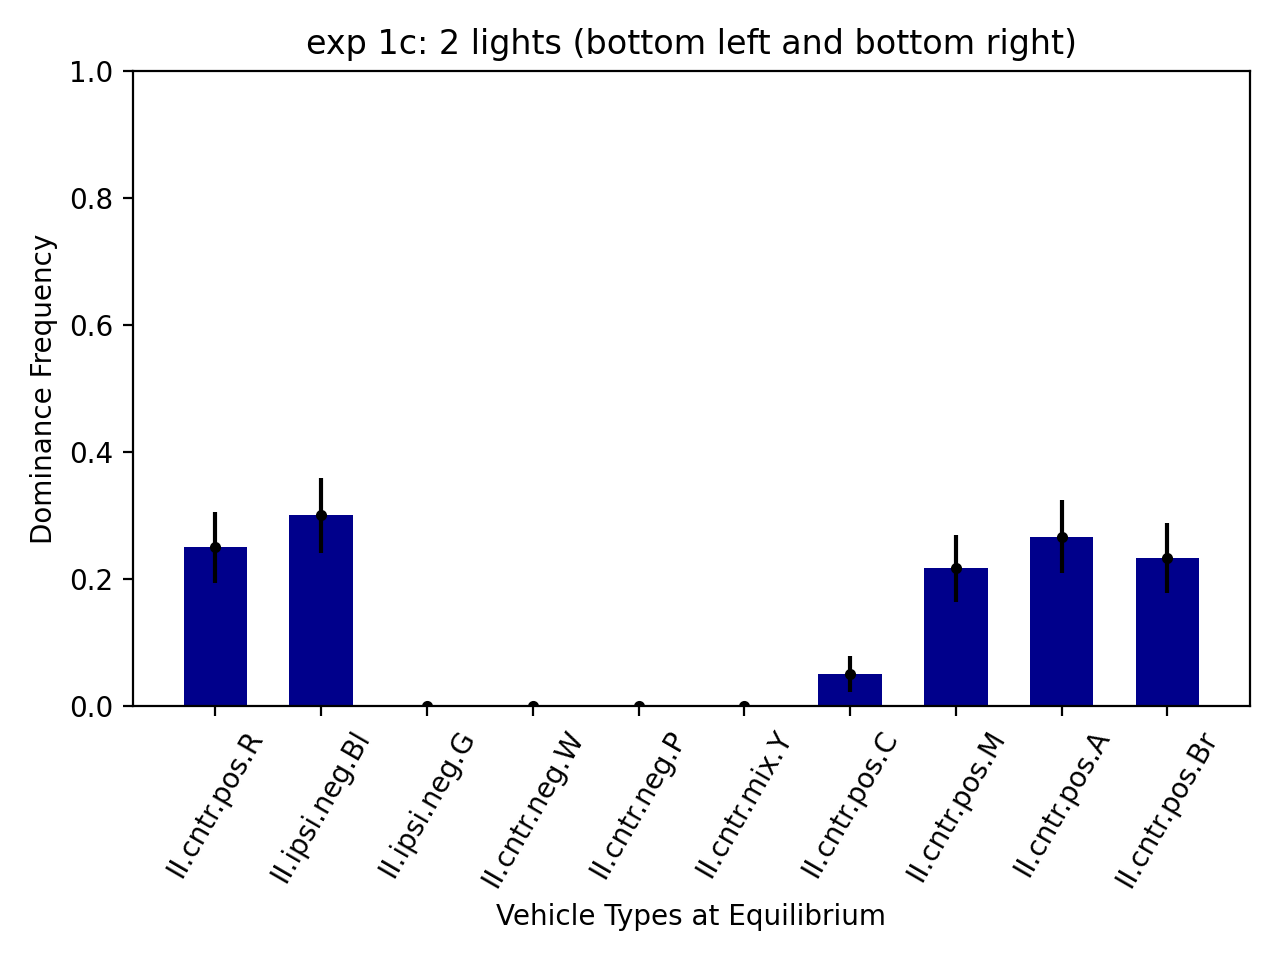 exp 1c: 2 lights (bottom left and bottom right)
1.0
0.8
0.6
0.4
0.2
0.0
Dominance Frequency
II.cntr.pos.R
II.ipsi.neg.Bl
II.ipsi.neg.G
II.cntr.neg.W
II.cntr.neg.P
II.cntr.mix.Y
II.cntr.pos.C
II.cntr.pos.M
II.cntr.pos.A
II.cntr.pos.Br
Vehicle Types at Equilibrium